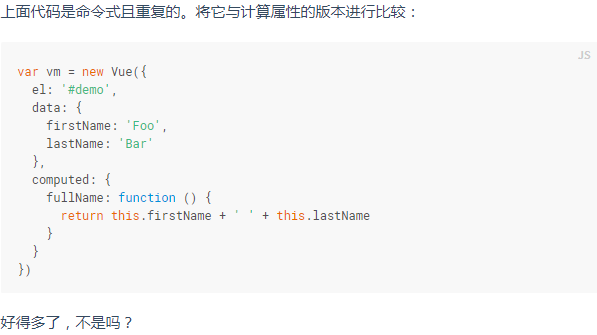 上面代码是命令式且重复的。将它与计算属性的版本进行比较：
JS
var vm = new Vue({
  el: '#demo',
  data: {
    firstName: 'Foo',
    lastName: 'Bar'
  },
  computed: {
    fullName: function () {
      return this.firstName + ' ' + this.lastName
    }
  }
})
好得多了，不是吗？